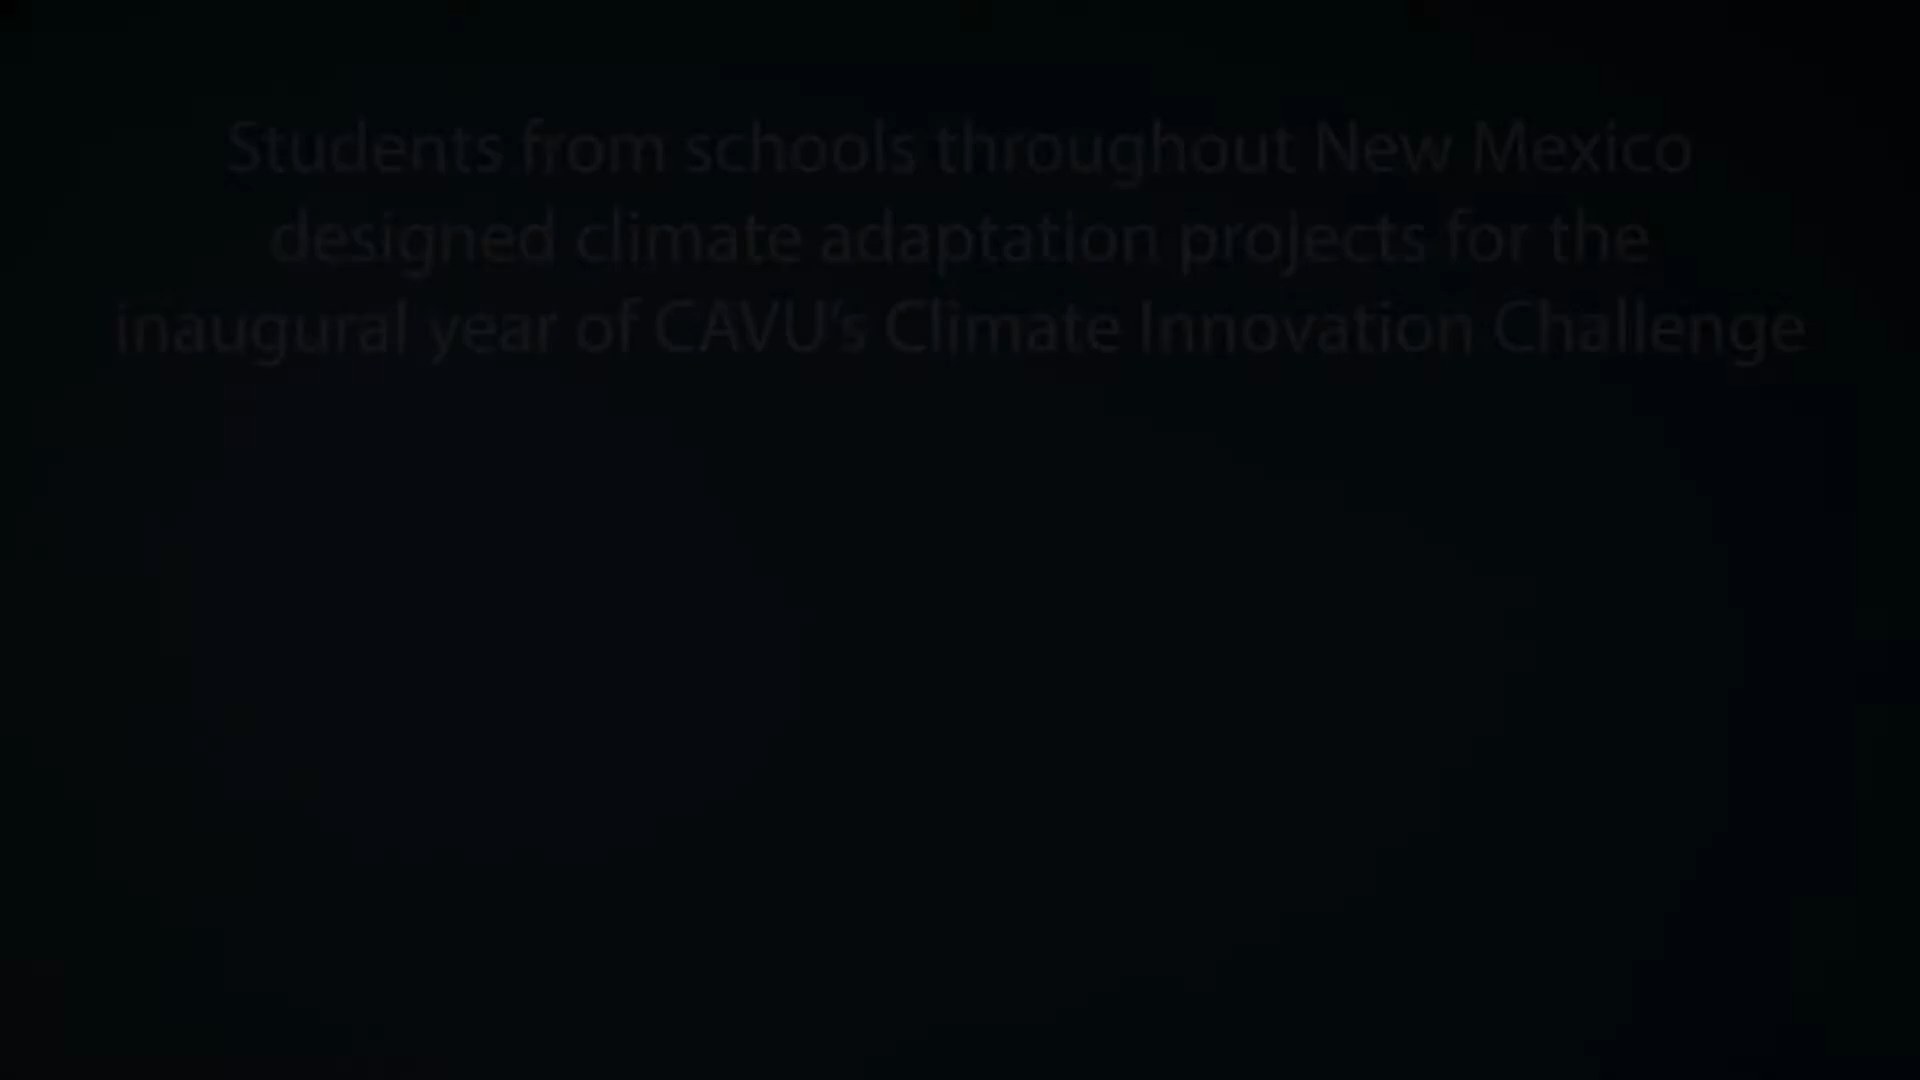 Students from schools throughout New Mexico
designed climate adaptation projects for the
inaugural year of CAVU’s Climate Innovation Challenge